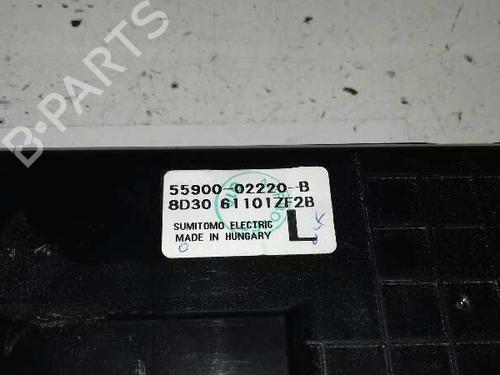 B-PARTS
55900-02220-B
8D30 61101ZF2B
SUMITOMO ELECTRIC
MADE IN HUNGARY
L